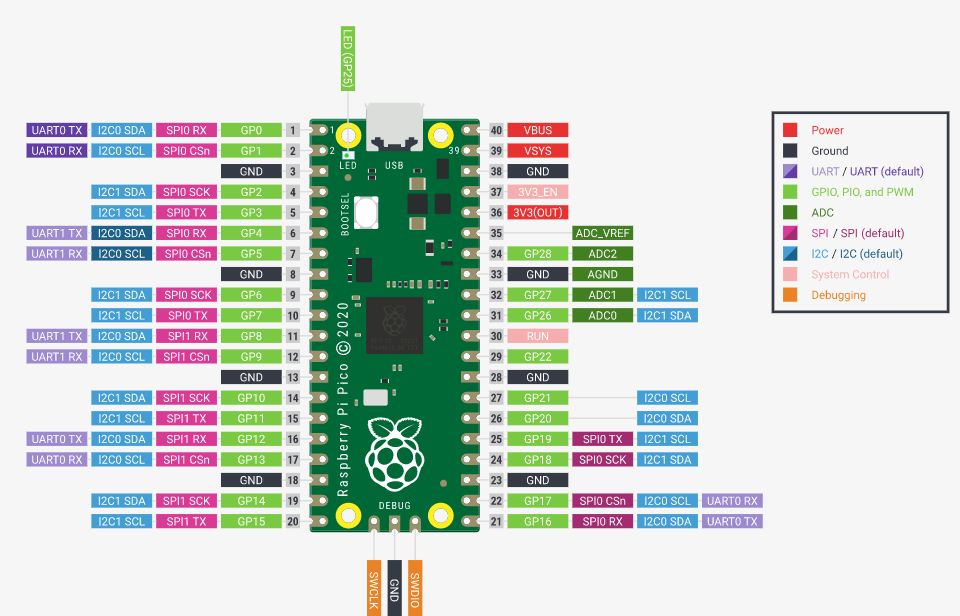 LED (GP25)
UART0 TX I2C0 SDA SPI0 RX GP0 1 1 40 VBUS
UART0 RX I2C0 SCL SPI0 CSn GP1 2 2 39 39 VSYS
LED USB
GND 3 38 GND
I2C1 SDA SPI0 SCK GP2 4 37 3V3_EN
I2C1 SCL SPI0 TX GP3 5 36 3V3(OUT)
BOOTSEL
UART1 TX I2C0 SDA SPI0 RX GP4 6 35 ADC_VREF
UART1 RX I2C0 SCL SPI0 CSn GP5 7 34 GP28 ADC2
GND 8 33 GND AGND
I2C1 SDA SPI0 SCK GP6 9 32 GP27 ADC1 I2C1 SCL
I2C1 SCL SPI0 TX GP7 10 31 GP26 ADC0 I2C1 SDA
UART1 TX I2C0 SDA SPI1 RX GP8 11 30 RUN
UART1 RX I2C0 SCL SPI1 CSn GP9 12 29 GP22
GND 13 28 GND
I2C1 SDA SPI1 SCK GP10 14 27 GP21 I2C0 SCL
I2C1 SCL SPI1 TX GP11 15 26 GP20 I2C0 SDA
UART0 TX I2C0 SDA SPI1 RX GP12 16 25 GP19 SPI0 TX I2C1 SCL
UART0 RX I2C0 SCL SPI1 CSn GP13 17 24 GP18 SPI0 SCK I2C1 SDA
GND 18 23 GND
I2C1 SDA SPI1 SCK GP14 19 22 GP17 SPI0 CSn I2C0 SCL UART0 RX
I2C1 SCL SPI1 TX GP15 20 21 GP16 SPI0 RX I2C0 SDA UART0 TX
Raspberry Pi Pico © 2020
DEBUG
SWCLK
GND
SWDIO
Power
Ground
UART / UART (default)
GPIO, PIO, and PWM
ADC
SPI / SPI (default)
I2C / I2C (default)
System Control
Debugging